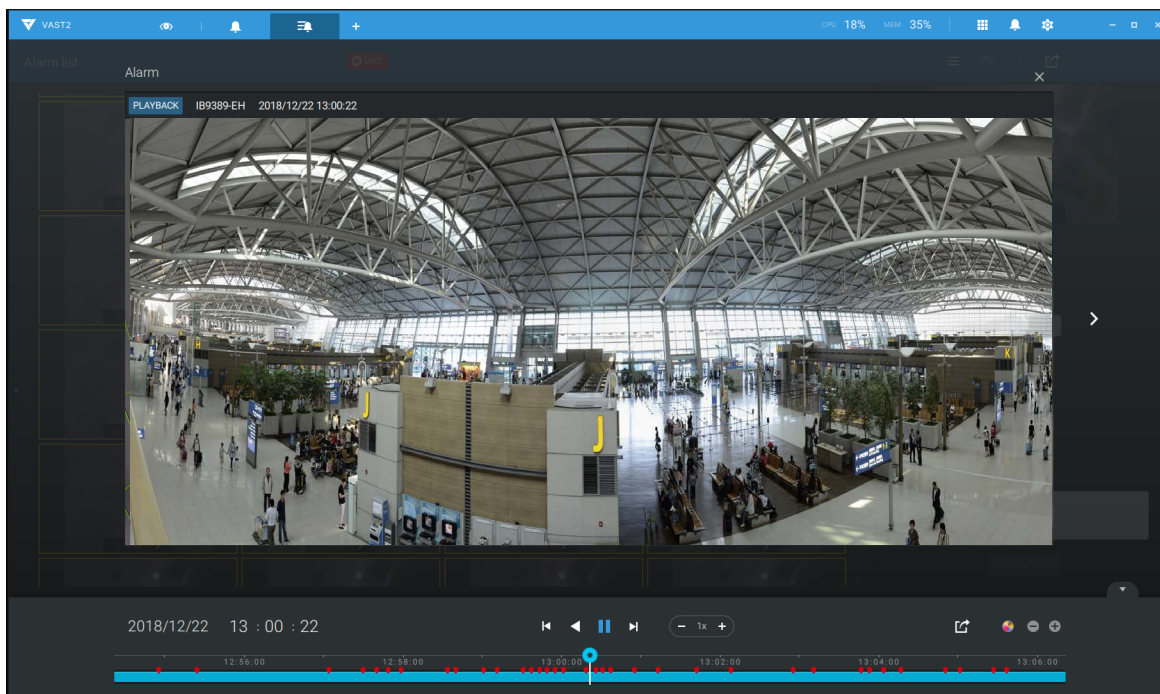 VAST2
CPU 18% MEM 35%
Alarm list
LIVE
Alarm
PLAYBACK IB9389-EH 2018/12/22 13:00:22
H
K
J
J
2018/12/22 13 : 00 : 22
1x
12:56:00 12:58:00 13:00:00 13:02:00 13:04:00 13:06:00